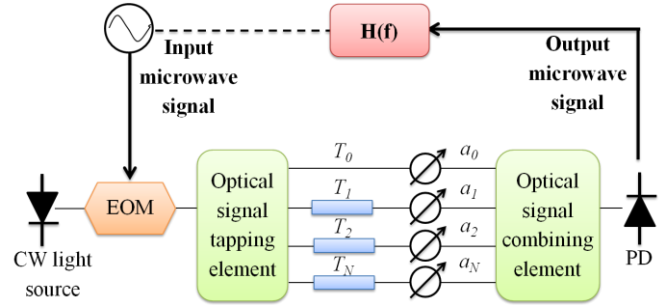 Input
microwave
signal
H(f)
Output
microwave
signal
EOM
CW light
source
Optical
signal
tapping
element
T0
a0
T1
a1
T2
a2
TN
aN
Optical
signal
combining
element
PD